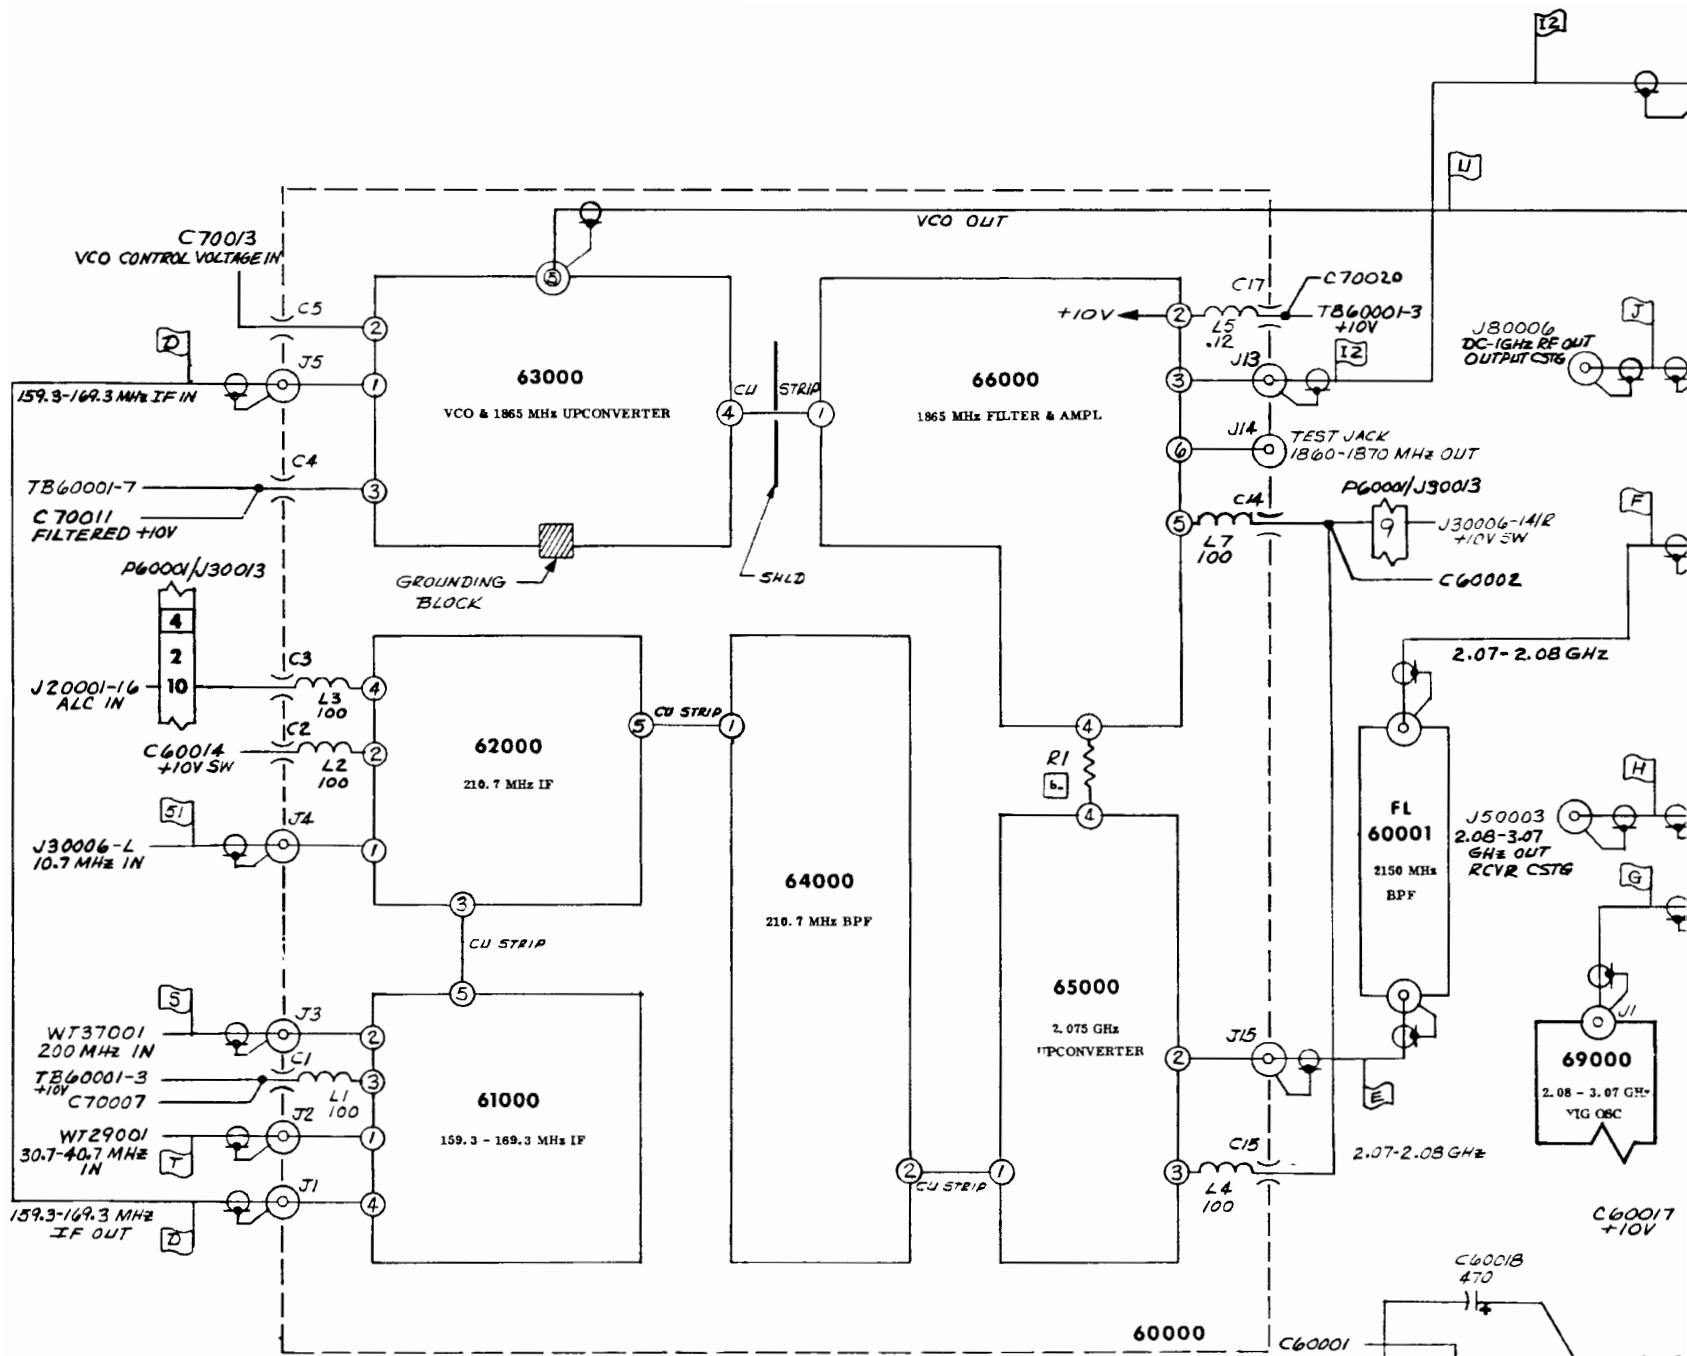 I2
U
VCO OUT
C70013
VCO CONTROL VOLTAGE IN
C5
2
D
J5
159.3-169.3 MHz IF IN
1
5
63000
VCO & 1865 MHz UPCONVERTER
4
CU STRIP
1
C4
TB60001-7
3
C70011
FILTERED +10V
GROUNDING
BLOCK
SHLD
66000
1865 MHz FILTER & AMPL
+10V
2
L5
.12
C17
C70020
TB60001-3
+10V
3
J13
I2
6
J14
TEST JACK
1860-1870 MHz OUT
5
L7
100
C14
P60001/J30013
9
J30006-14/R
+10V SW
C60002
J80006
DC-1GHz RF OUT
OUTPUT CSTG
J
F
P60001/J30013
4
2
10
J20001-16
ALC IN
C3
L3
100
4
C60014
+10V SW
C2
L2
100
2
S1
J4
J30006-L
10.7 MHz IN
1
62000
210.7 MHz IF
5
CU STRIP
1
3
CU STRIP
5
64000
210.7 MHz BPF
4
R1
6.
4
65000
2.075 GHz
UPCONVERTER
2
J15
E
2.07-2.08 GHz
FL
60001
2150 MHz
BPF
2.07-2.08 GHz
H
J50003
2.08-3.07
GHz OUT
RCVR CSTG
G
J1
69000
2.08 - 3.07 GHz
YIG OSC
S
J3
WT37001
200 MHz IN
2
C1
TB60001-3
+10V
C70007
L1
100
3
J2
WT29001
30.7-40.7 MHz
IN
T
1
J1
159.3-169.3 MHz
IF OUT
D
4
61000
159.3 - 169.3 MHz IF
2
CU STRIP
1
3
L4
100
C15
C60017
+10V
C60018
470
+
60000
C60001